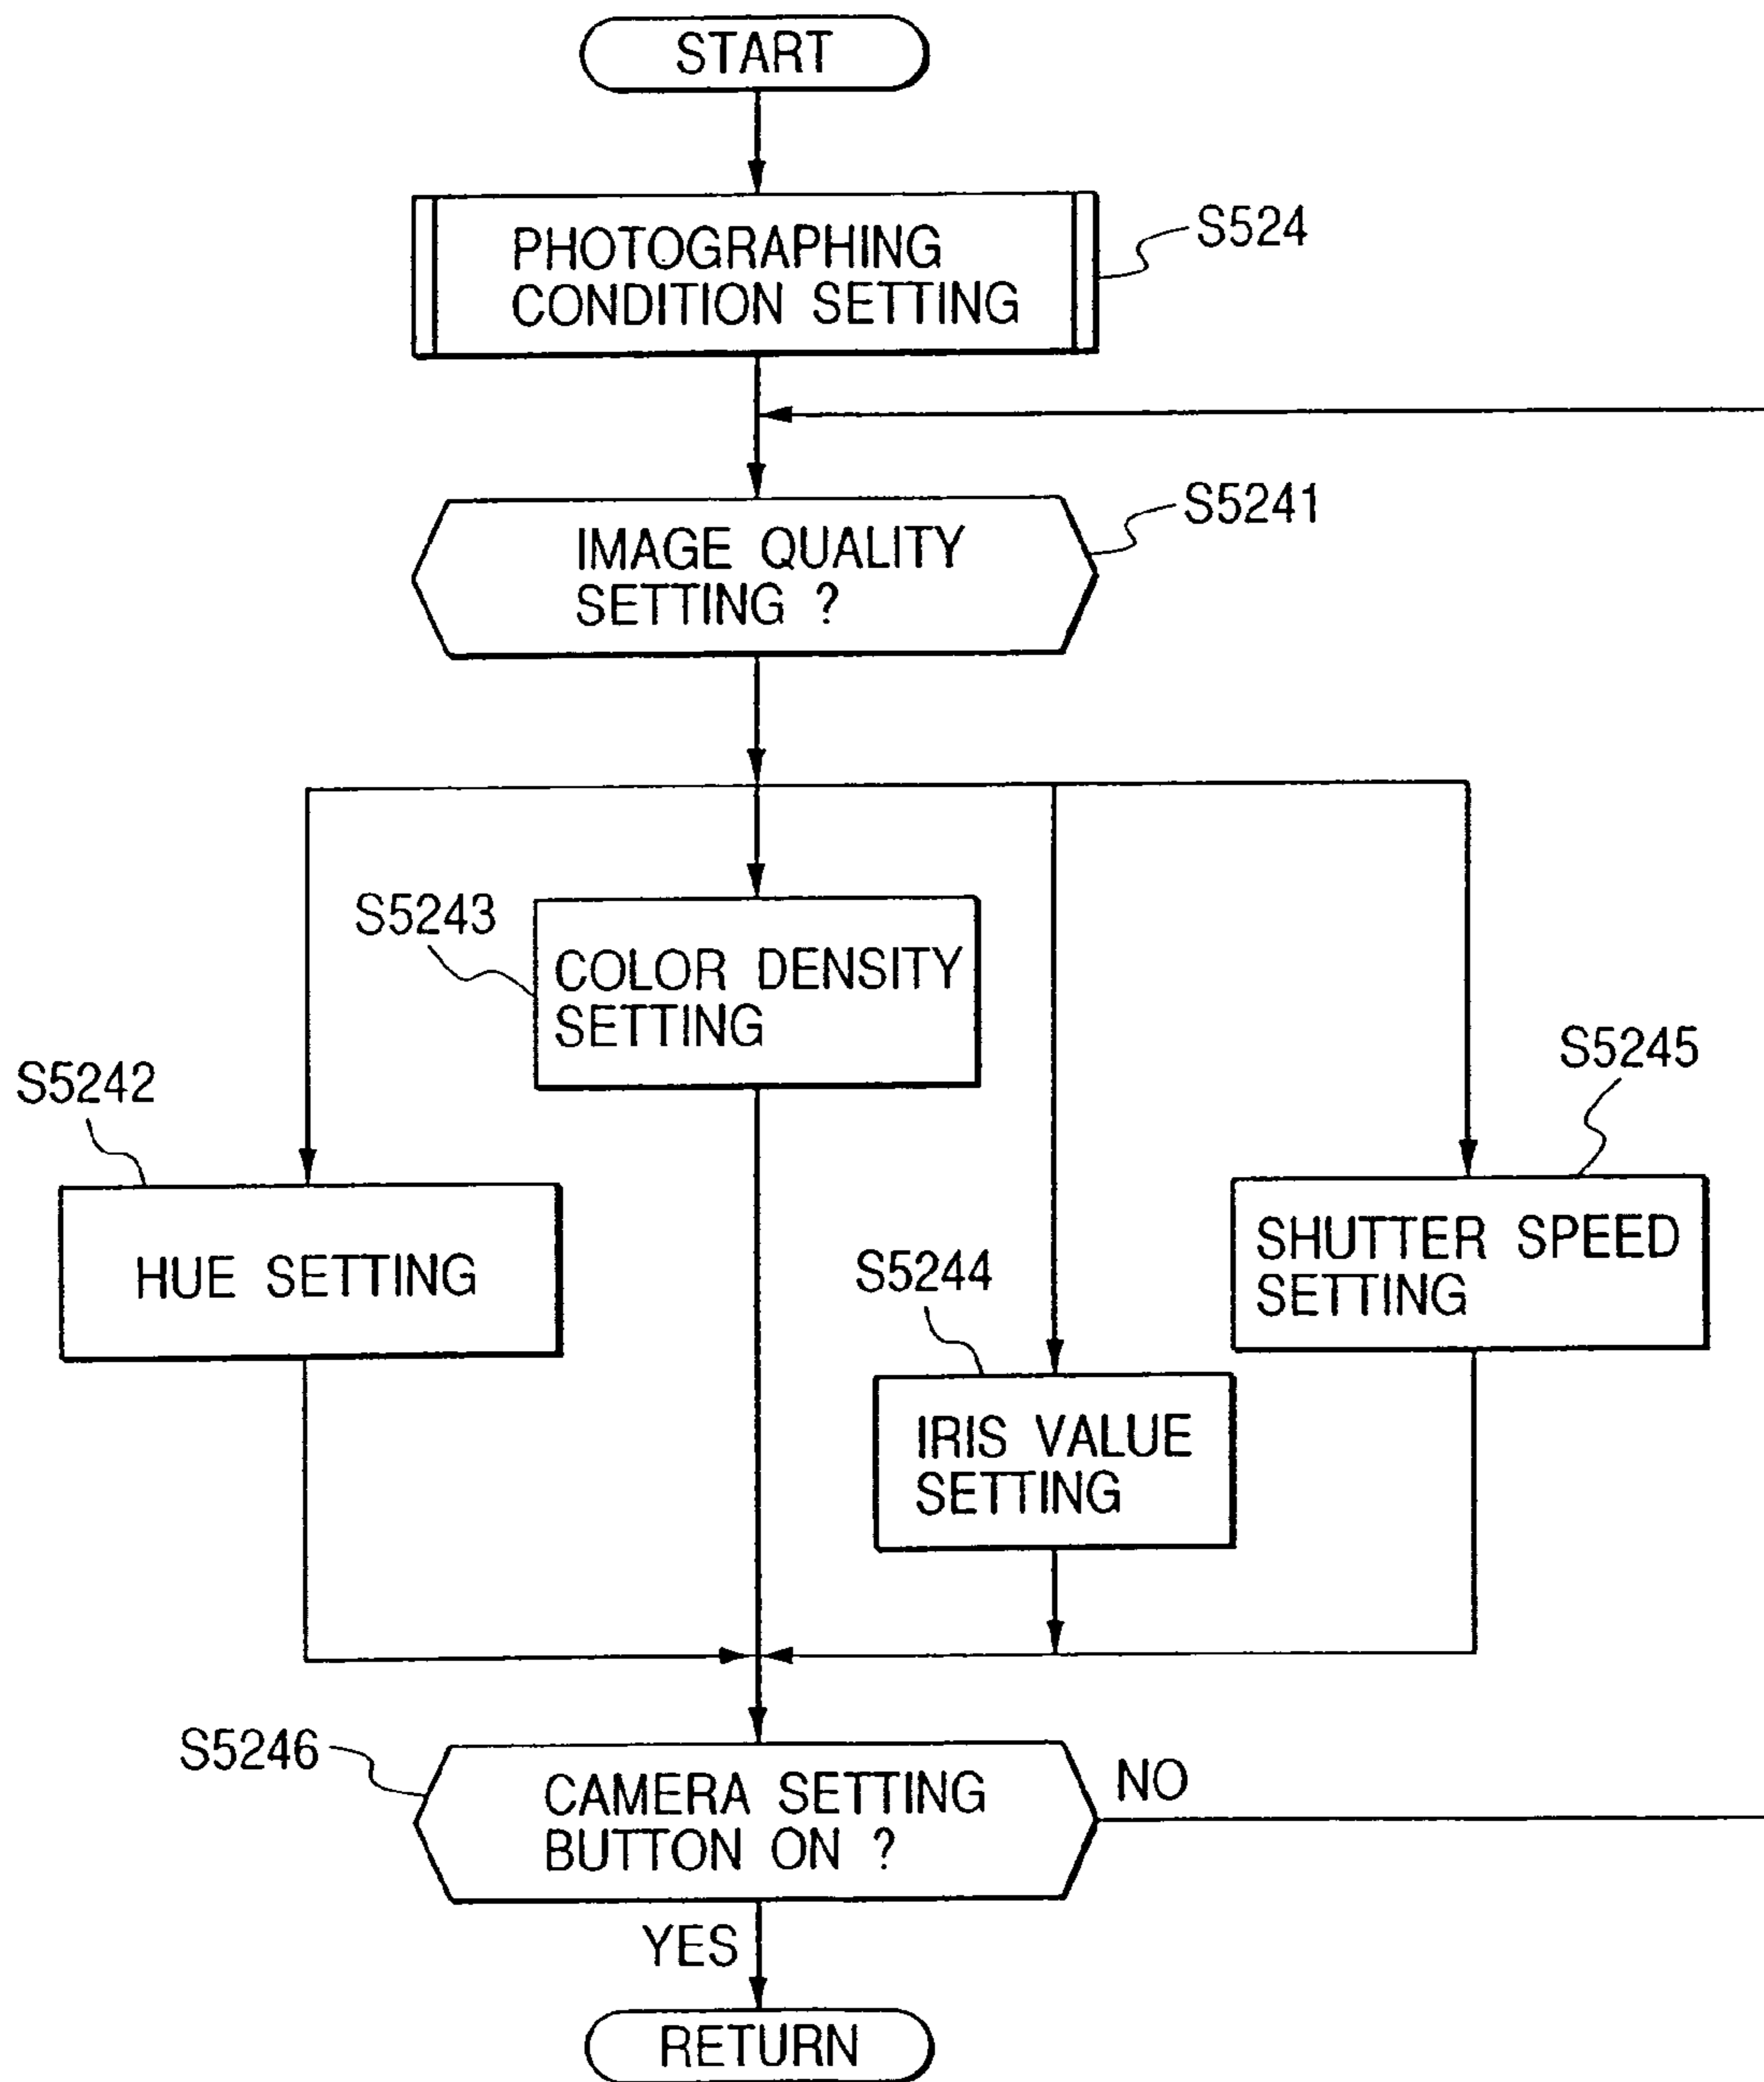 START
PHOTOGRAPHING
CONDITION SETTING
S524
IMAGE QUALITY
SETTING ?
S5241
S5243
COLOR DENSITY
SETTING
S5242
HUE SETTING
S5245
SHUTTER SPEED
SETTING
S5244
IRIS VALUE
SETTING
S5246
CAMERA SETTING
BUTTON ON ?
NO
YES
RETURN